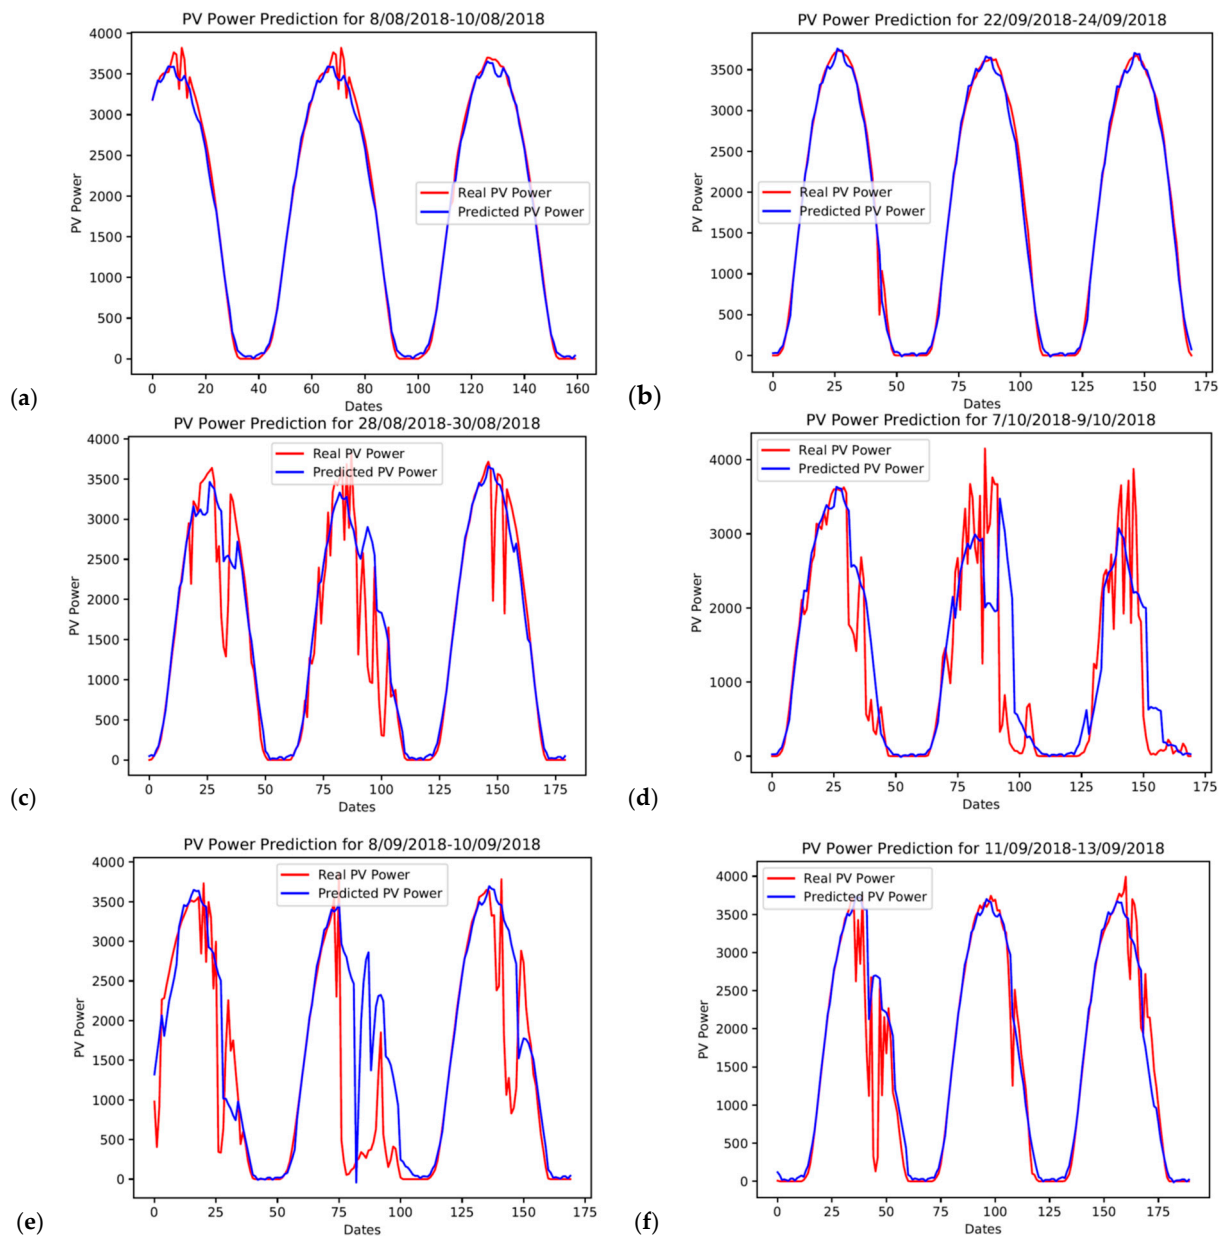 PV Power Prediction for 8/08/2018-10/08/2018
4000
3500
3000
2500
2000
1500
1000
500
0
PV Power
Real PV Power
Predicted PV Power
0 20 40 60 80 100 120 140 160
Dates
(a)
PV Power Prediction for 22/09/2018-24/09/2018
3500
3000
2500
2000
1500
1000
500
0
PV Power
Real PV Power
Predicted PV Power
0 25 50 75 100 125 150 175
Dates
(b)
PV Power Prediction for 28/08/2018-30/08/2018
4000
3500
3000
2500
2000
1500
1000
500
0
PV Power
Real PV Power
Predicted PV Power
0 25 50 75 100 125 150 175
Dates
(c)
PV Power Prediction for 7/10/2018-9/10/2018
4000
3000
2000
1000
0
PV Power
Real PV Power
Predicted PV Power
0 25 50 75 100 125 150 175
Dates
(d)
PV Power Prediction for 8/09/2018-10/09/2018
4000
3500
3000
2500
2000
1500
1000
500
0
PV Power
Real PV Power
Predicted PV Power
0 25 50 75 100 125 150 175
Dates
(e)
PV Power Prediction for 11/09/2018-13/09/2018
4000
3500
3000
2500
2000
1500
1000
500
0
PV Power
Real PV Power
Predicted PV Power
0 25 50 75 100 125 150 175
Dates
(f)